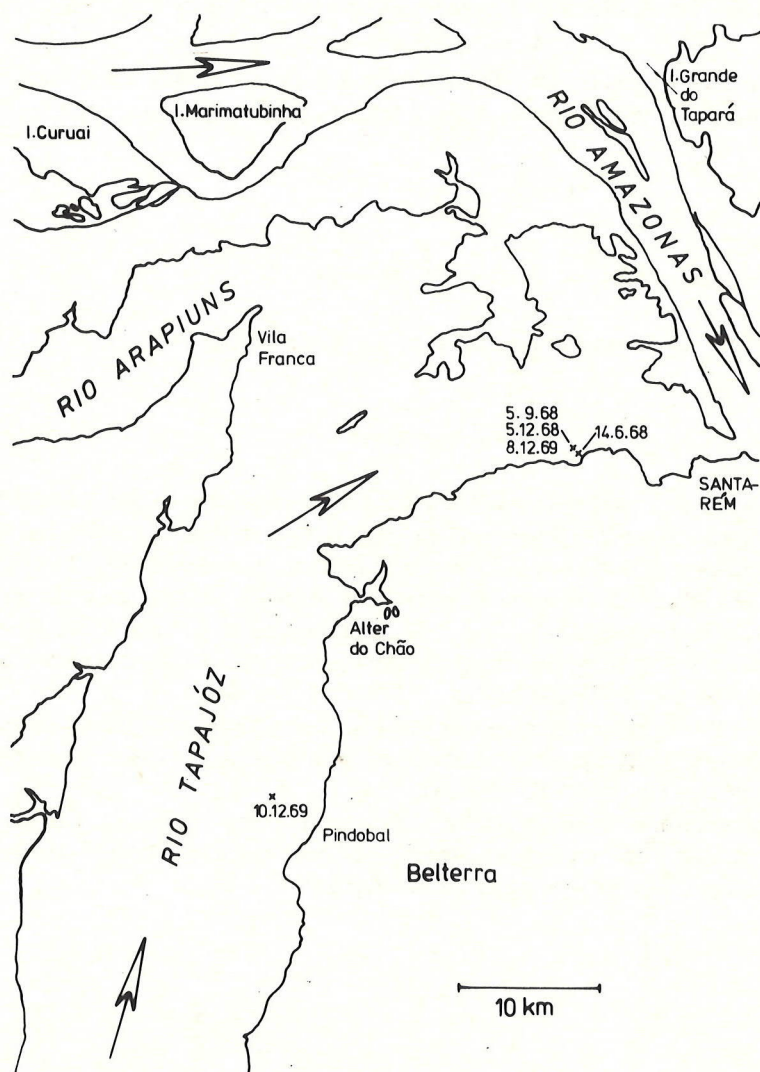 I.Grande
do
Tapará
I.Marimatubinha
I.Curuai
RIO AMAZONAS
RIO ARAPIUNS
Vila
Franca
5.9.68
5.12.68
8.12.69
14.6.68
SANTA-
RÉM
Alter
do Chão
RIO TAPAJÓZ
10.12.69
Pindobal
Belterra
10 km